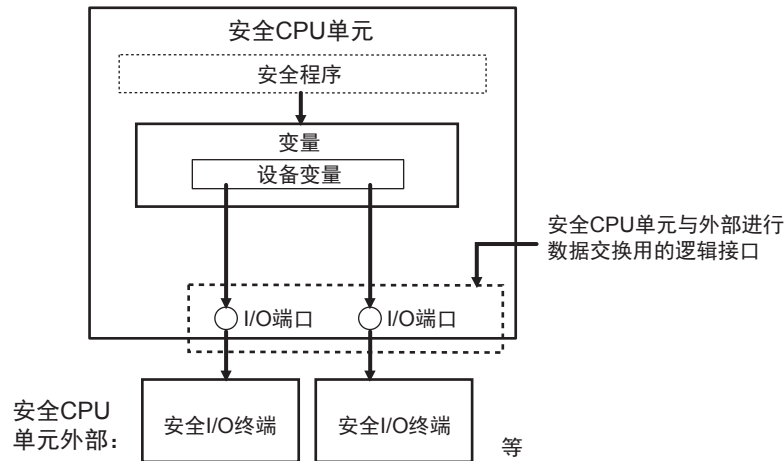 安全CPU单元
安全程序
变量
设备变量
安全CPU单元与外部进行
数据交换用的逻辑接口
I/O端口
I/O端口
安全CPU
单元外部：
安全I/O终端
安全I/O终端
等